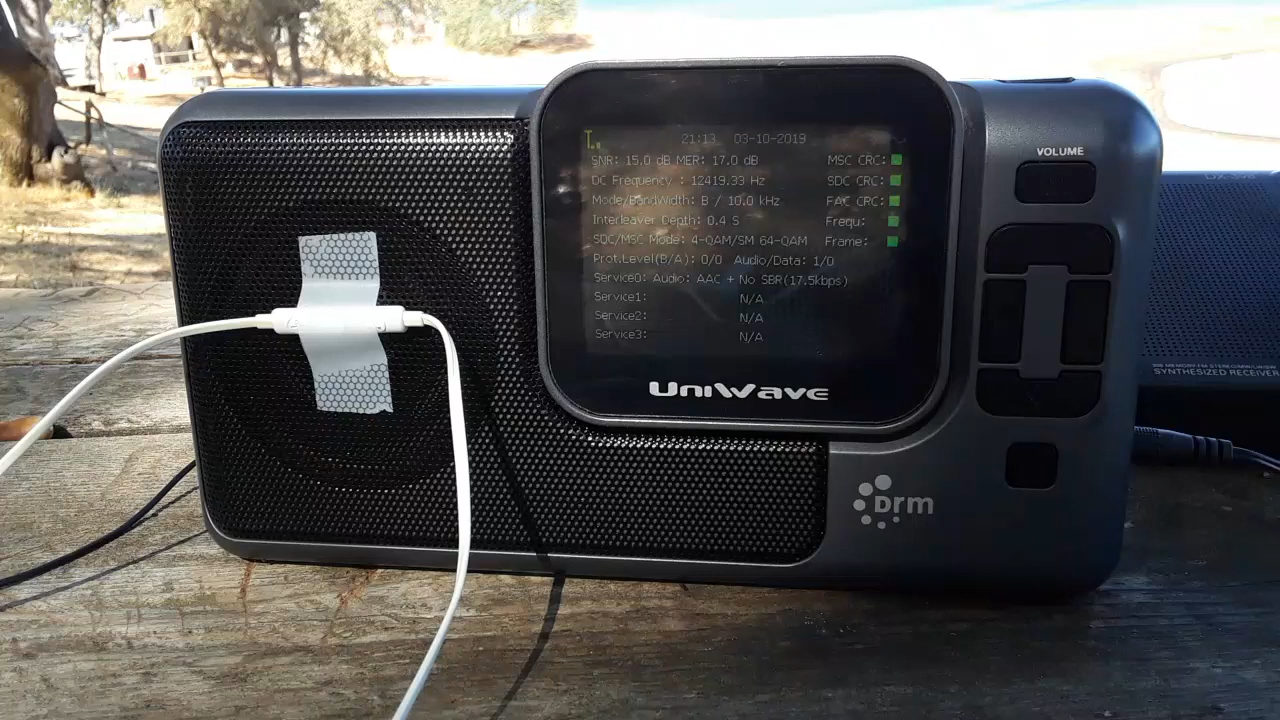 21:13 03-10-2019
SNR: 15.0 dB MER: 17.0 dB MSC CRC:
DC Frequency : 12419.33 Hz SDC CRC:
Mode/BandWidth: B / 10.0 kHz FAC CRC:
Interleaver Depth: 0.4 S Frequ:
SDC/MSC Mode: 4-QAM/SM 64-QAM Frame:
Prot.Level(B/A): 0/0 Audio/Data: 1/0
Service0: Audio: AAC + No SBR(17.5kbps)
Service1: N/A
Service2: N/A
Service3: N/A
UniWave
VOLUME
Drm
SYNTHESIZED RECEIVER